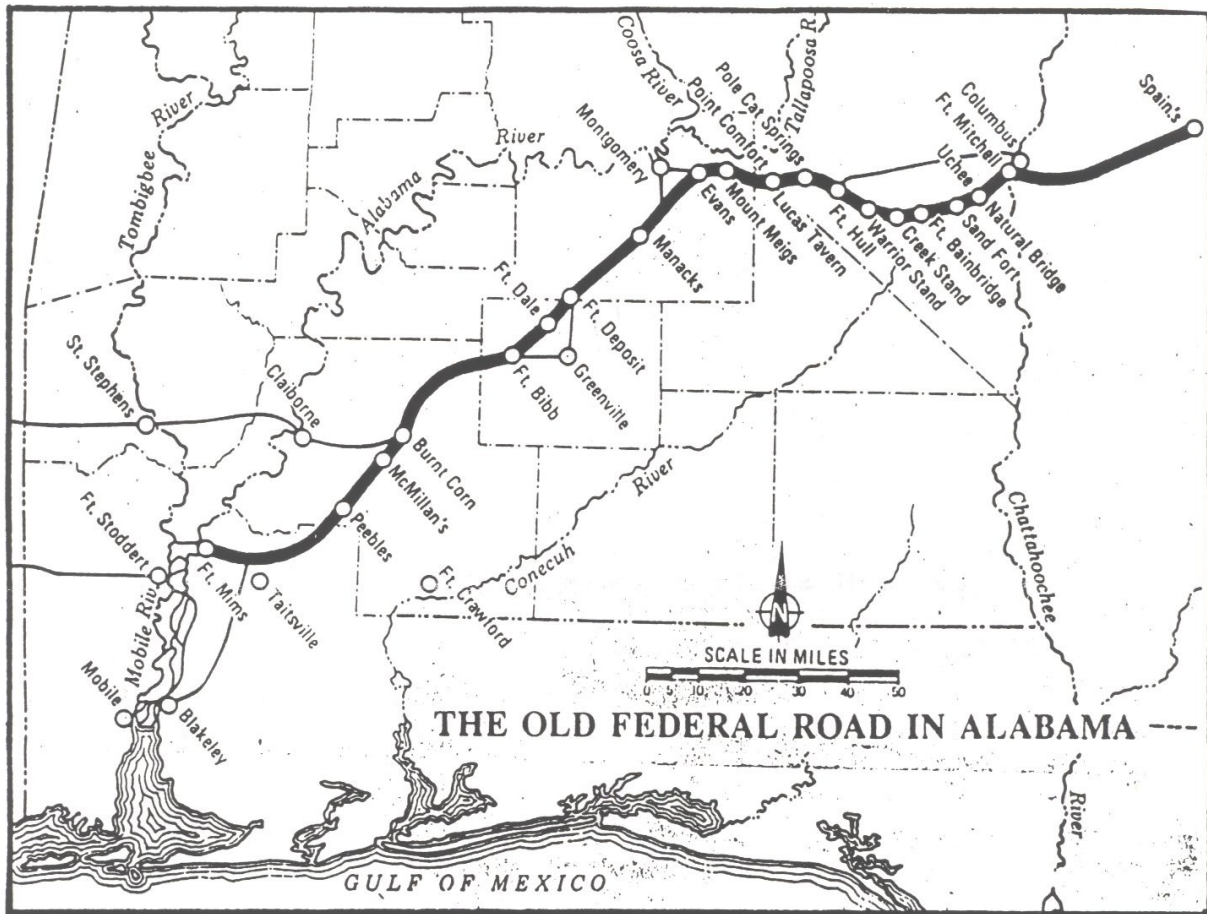 Coosa River
Tallapoosa R.
Tombigbee
River
Alabama
River
Montgomery
Point Comfort
Pole Cat Springs
Columbus
Ft. Mitchell
Uchee
Spain's
Evans
Mount Meigs
Lucas Tavern
Ft. Hull
Warrior Stand
Creek Stand
Ft. Bainbridge
Sand Fort
Natural Bridge
Manacks
Ft. Dale
Ft. Deposit
Ft. Bibb
Greenville
St. Stephens
Claiborne
Burnt Corn
McMillan's
Peebles
Ft. Stoddert
Ft. Mims
Taitsville
Ft. Crawford
Conecuh
River
Chattahoochee
River
Mobile River
Mobile
Blakeley
N
SCALE IN MILES
0 5 10 20 30 40 50
THE OLD FEDERAL ROAD IN ALABAMA
GULF OF MEXICO